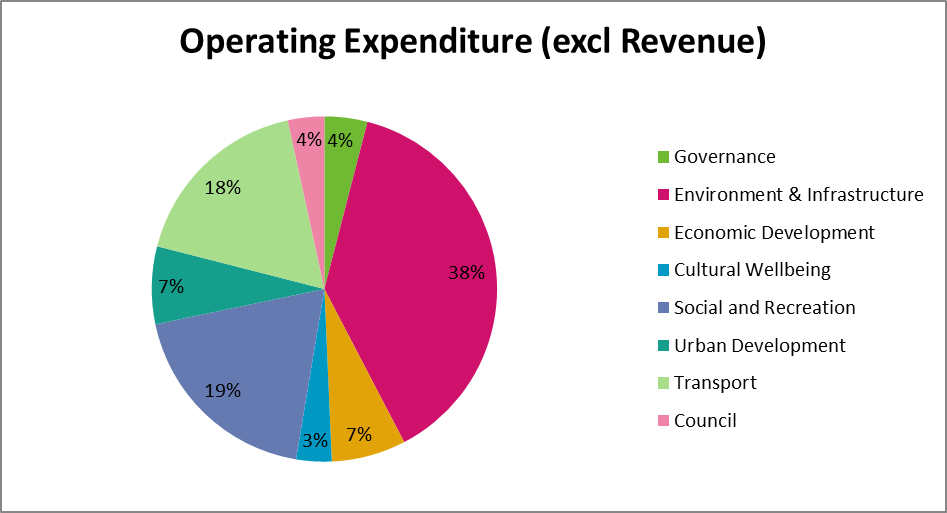 Operating Expenditure (excl Revenue)
4%
4%
18%
38%
7%
19%
7%
3%
Governance
Environment & Infrastructure
Economic Development
Cultural Wellbeing
Social and Recreation
Urban Development
Transport
Council